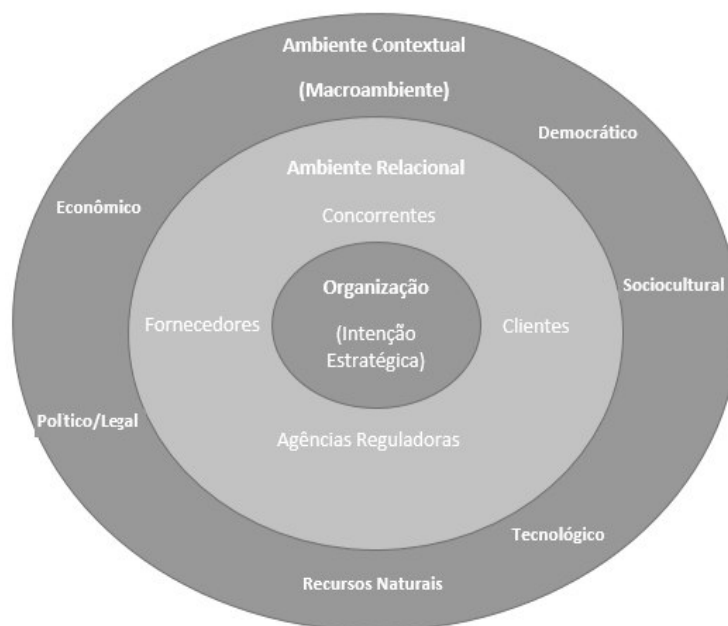 Ambiente Contextual
(Macroambiente)
Democrático
Ambiente Relacional
Econômico
Concorrentes
Organização
Sociocultural
Fornecedores
(Intenção
Estratégica)
Clientes
Político/Legal
Agências Reguladoras
Tecnológico
Recursos Naturais